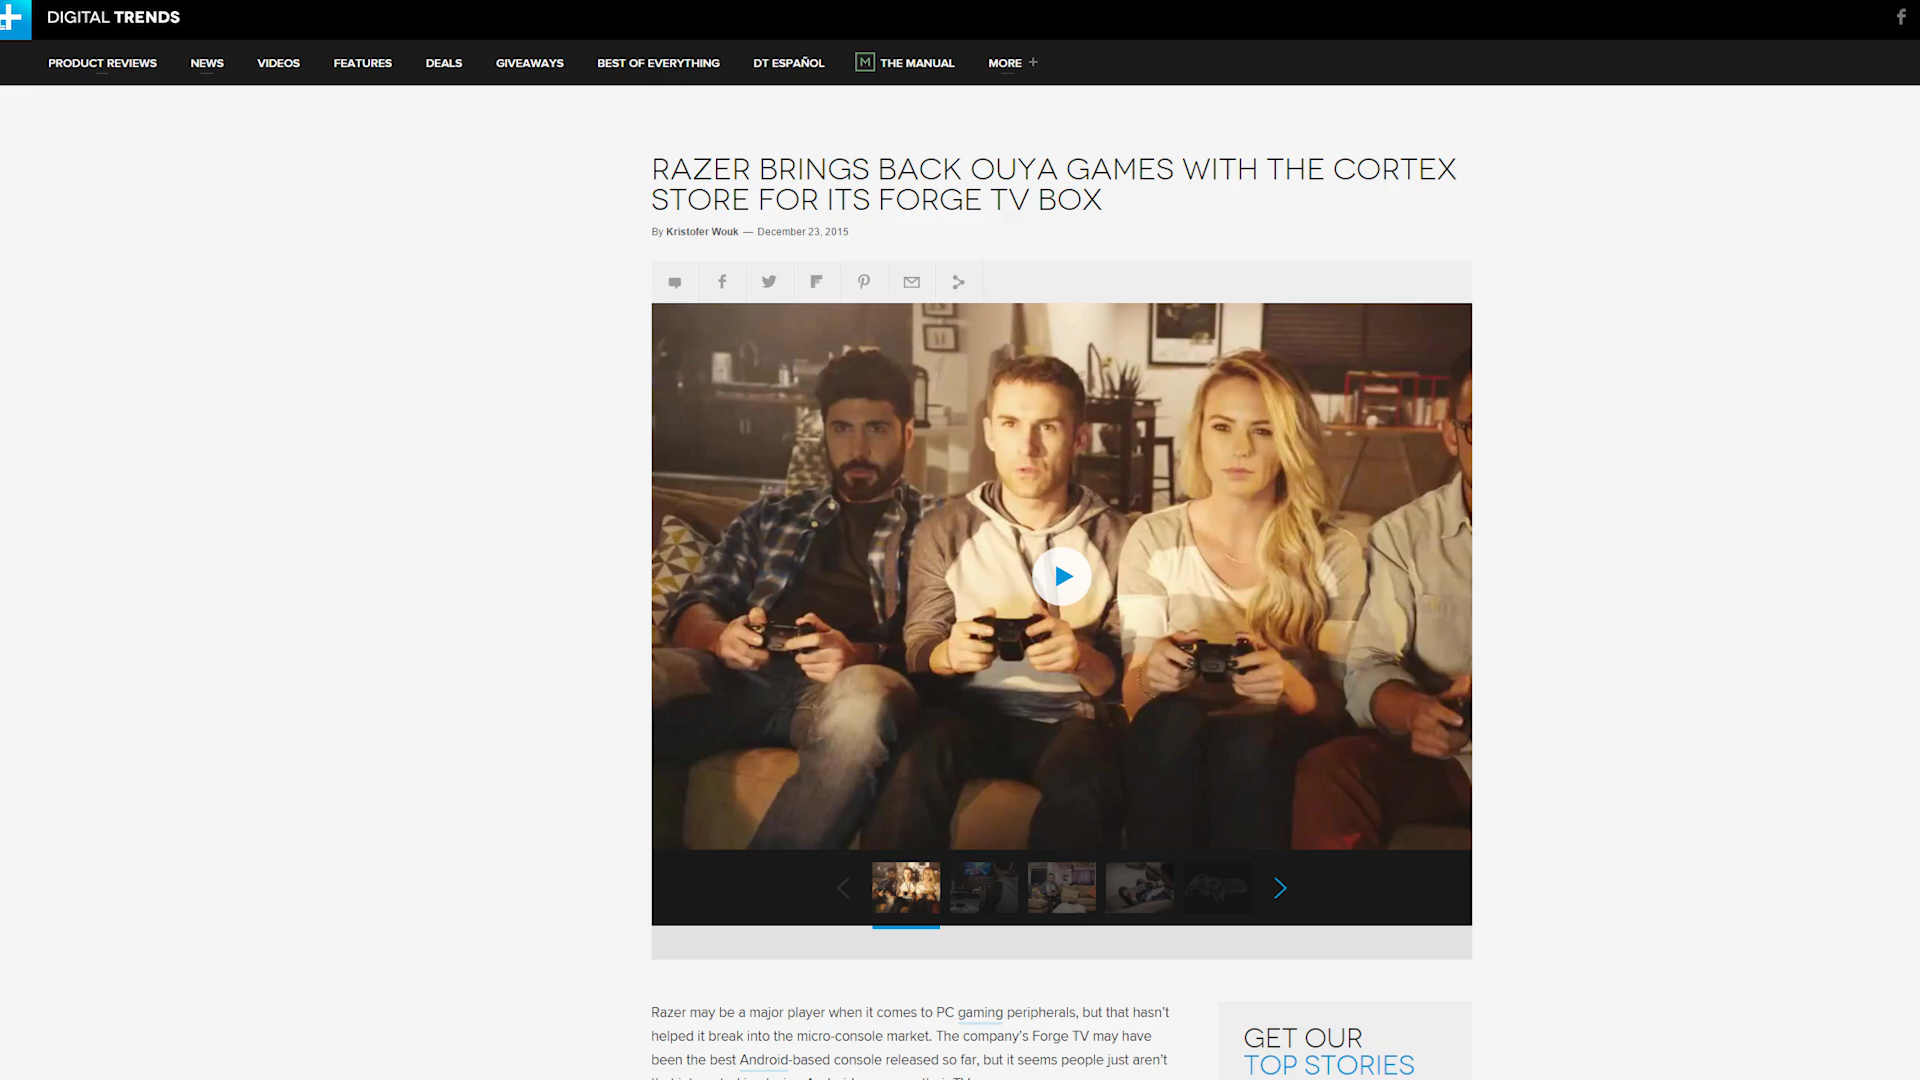 DIGITAL TRENDS
PRODUCT REVIEWS NEWS VIDEOS FEATURES DEALS GIVEAWAYS BEST OF EVERYTHING DT ESPAÑOL M THE MANUAL MORE +
RAZER BRINGS BACK OUYA GAMES WITH THE CORTEX
STORE FOR ITS FORGE TV BOX
By Kristofer Wouk — December 23, 2015
Razer may be a major player when it comes to PC gaming peripherals, but that hasn't
helped it break into the micro-console market. The company's Forge TV may have
been the best Android-based console released so far, but it seems people just aren't
GET OUR
TOP STORIES